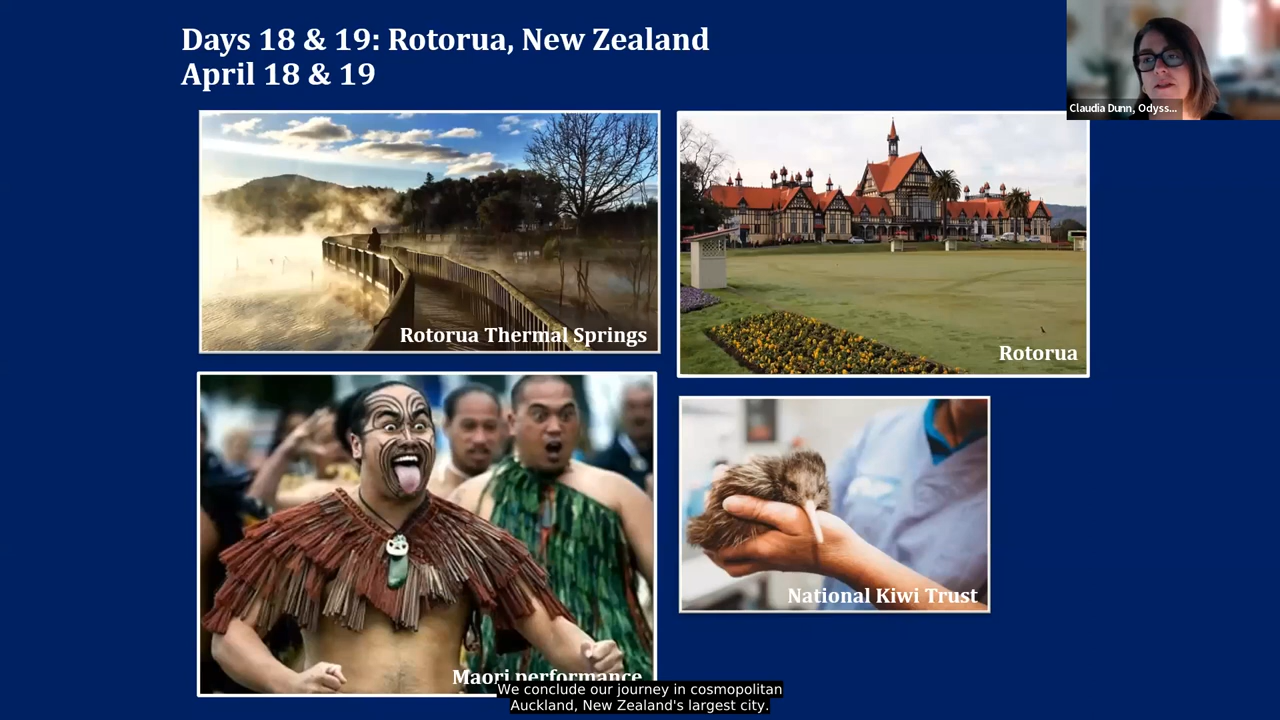 Days 18 & 19: Rotorua, New Zealand
April 18 & 19
Claudia Dunn, Odyss...
Rotorua Thermal Springs
Rotorua
National Kiwi Trust
Maori performance
We conclude our journey in cosmopolitan
Auckland, New Zealand's largest city.